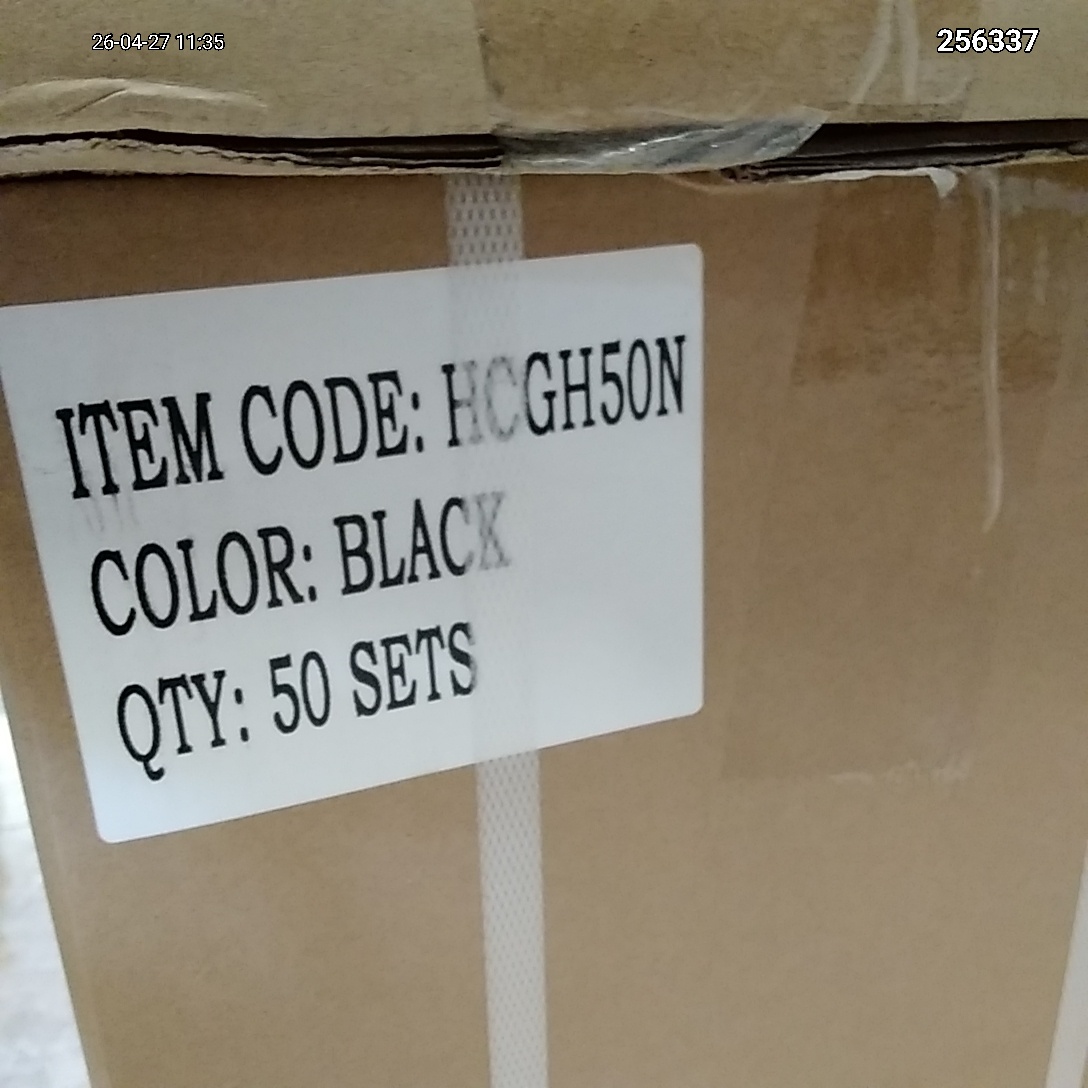 26-04-27 11:35
256337
ITEM CODE: HCGH50N
COLOR: BLACK
QTY: 50 SETS